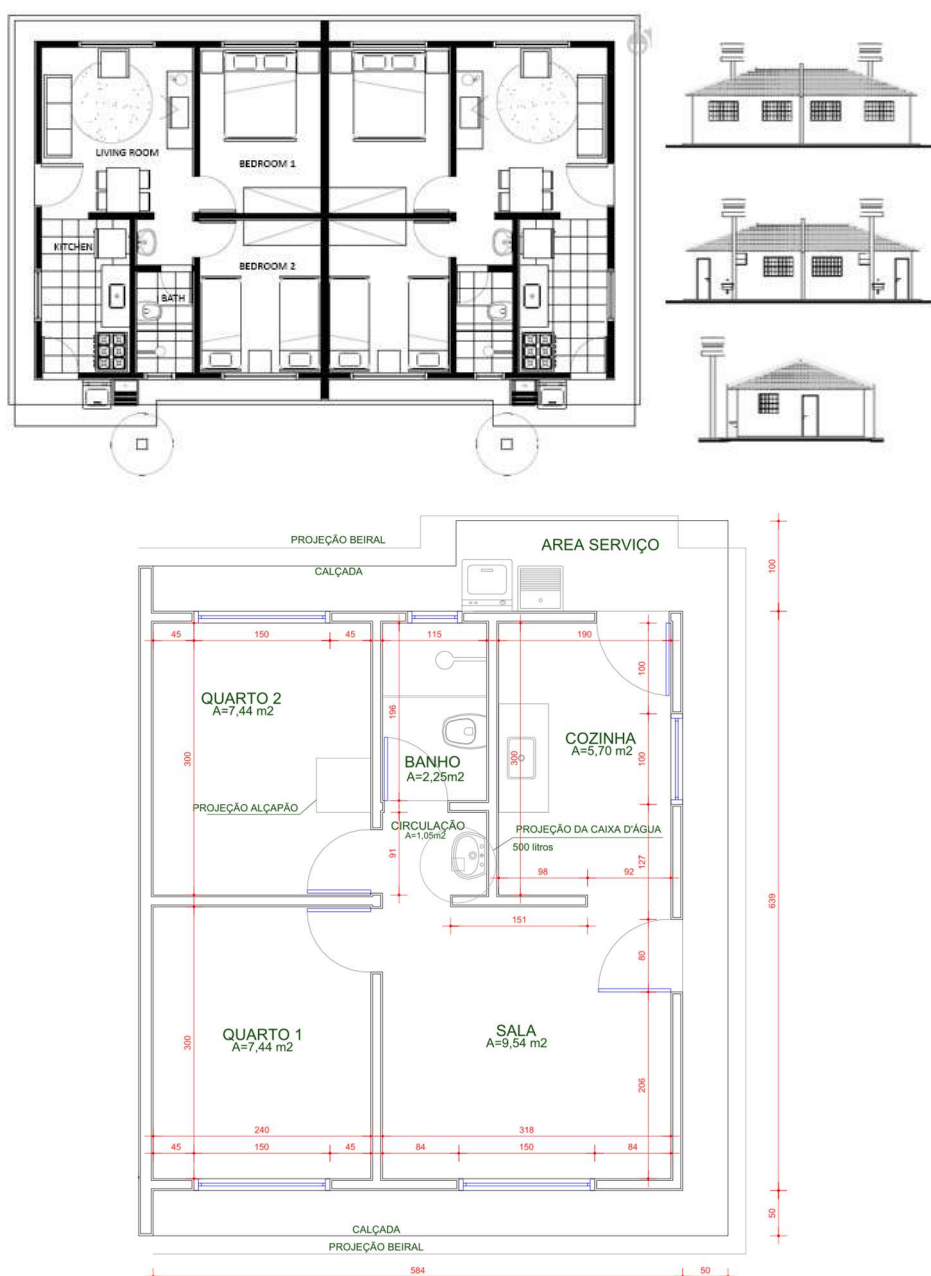 LIVING ROOM
BEDROOM 1
KITCHEN
BEDROOM 2
BATH
PROJEÇÃO BEIRAL
AREA SERVIÇO
CALÇADA
100
45
150
45
115
190
100
QUARTO 2
A=7,44 m2
196
COZINHA
A=5,70 m2
300
300
100
BANHO
A=2,25m2
PROJEÇÃO ALÇAPÃO
CIRCULAÇÃO
A=1,05m2
PROJEÇÃO DA CAIXA D'ÁGUA
500 litros
91
127
98
92
639
151
80
QUARTO 1
A=7,44 m2
SALA
A=9,54 m2
300
206
240
318
45
150
45
84
150
84
50
CALÇADA
PROJEÇÃO BEIRAL
584
50